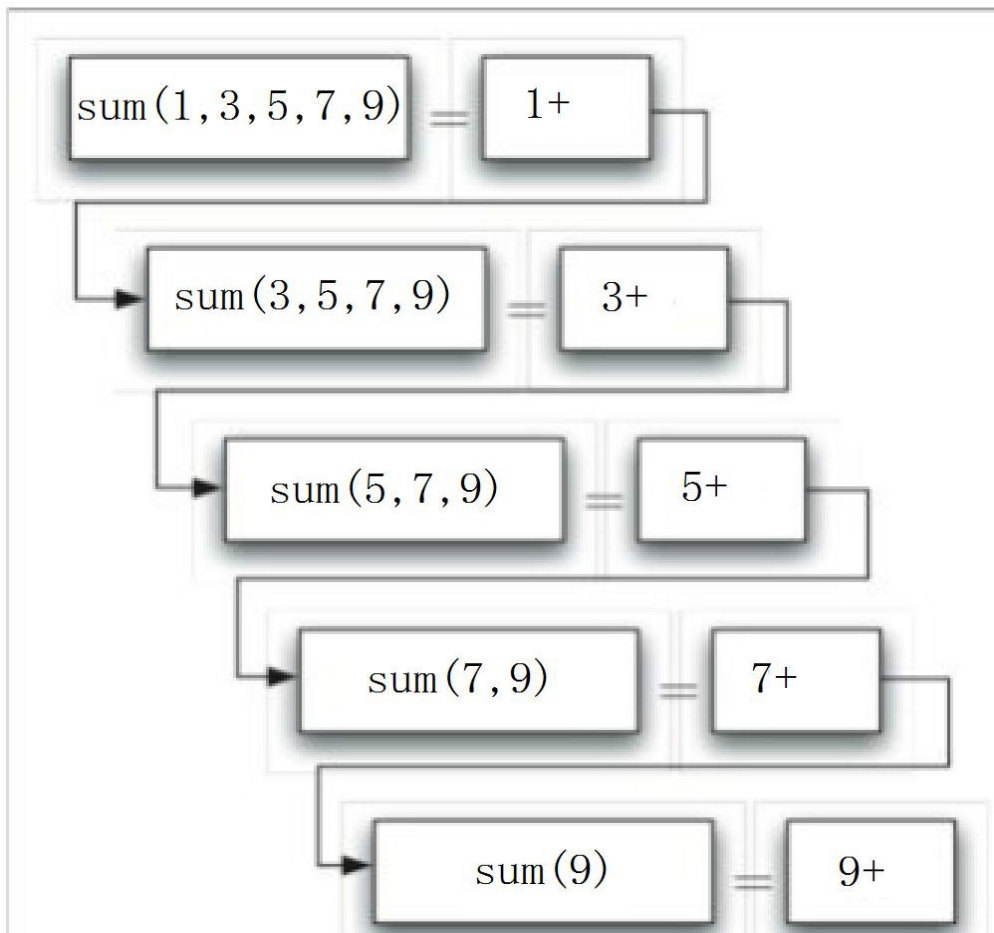 sum(1,3,5,7,9) = 1+
sum(3,5,7,9) = 3+
sum(5,7,9) = 5+
sum(7,9) = 7+
sum(9) = 9+